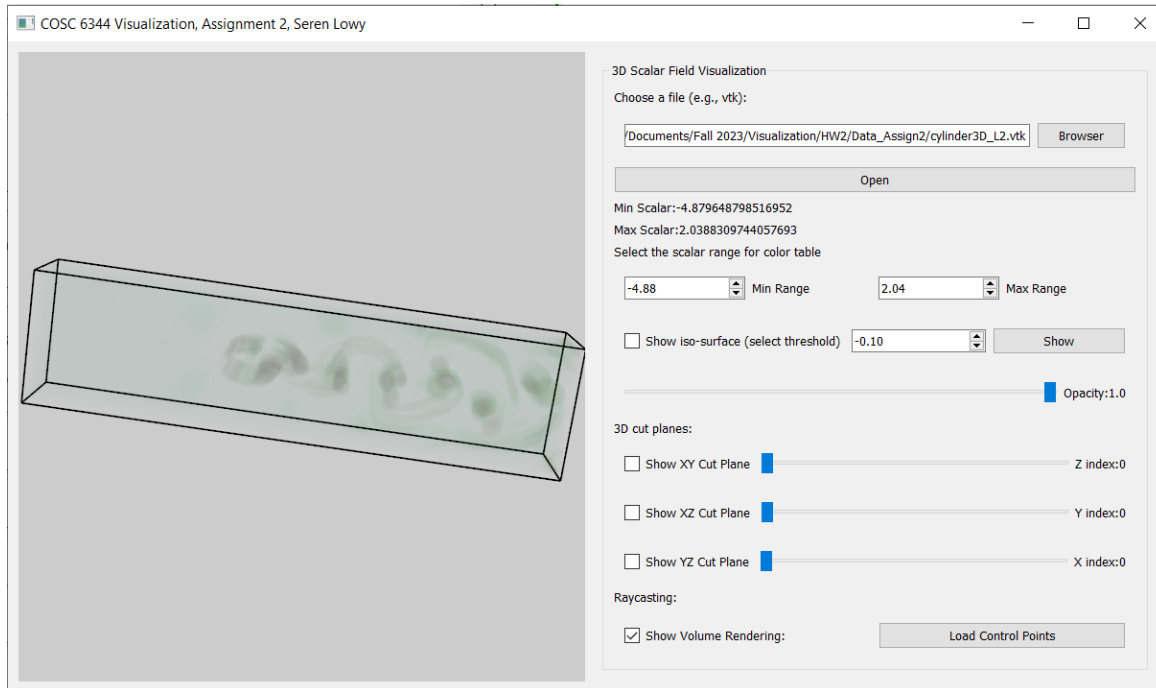 COSC 6344 Visualization, Assignment 2, Seren Lowy
3D Scalar Field Visualization
Choose a file (e.g., vtk):
/Documents/Fall 2023/Visualization/HW2/Data_Assign2/cylinder3D_L2.vtk Browser
Open
Min Scalar:-4.879648798516952
Max Scalar:2.0388309744057693
Select the scalar range for color table
-4.88 Min Range 2.04 Max Range
Show iso-surface (select threshold) -0.10 Show
Opacity:1.0
3D cut planes:
Show XY Cut Plane Z index:0
Show XZ Cut Plane Y index:0
Show YZ Cut Plane X index:0
Raycasting:
Show Volume Rendering: Load Control Points